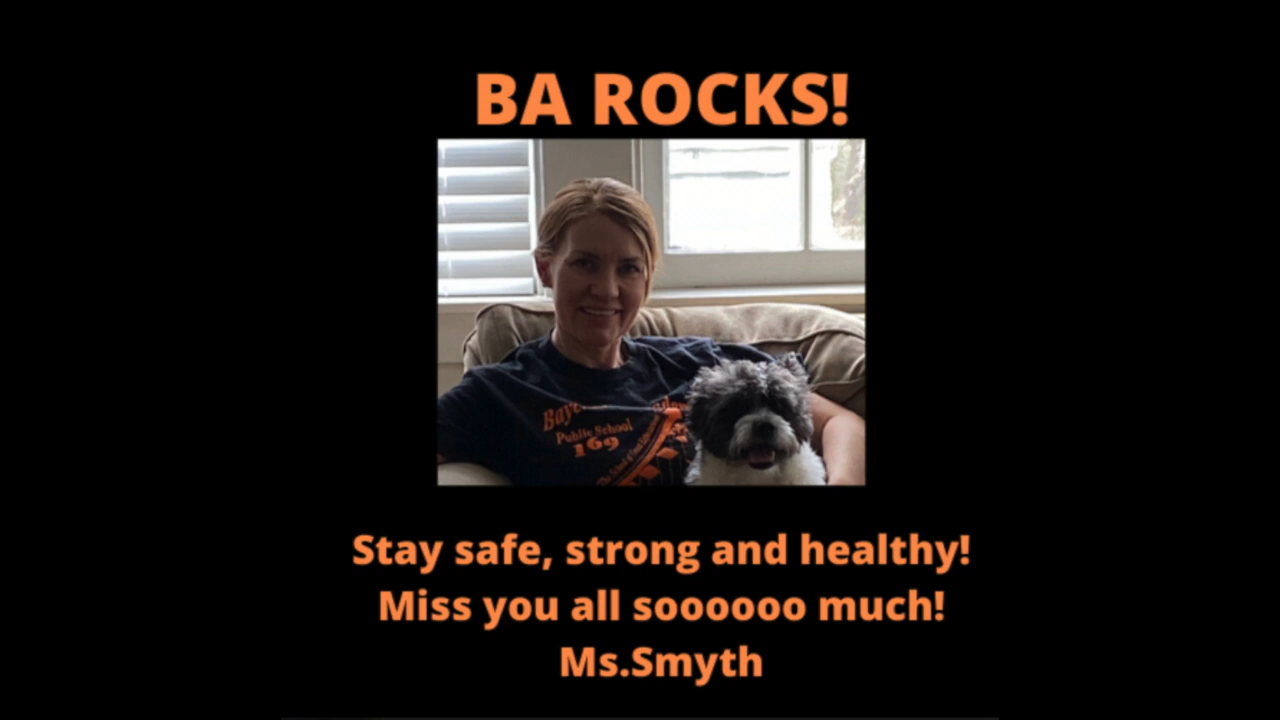 BA ROCKS!
Public School
169
Stay safe, strong and healthy!
Miss you all soooooo much!
Ms.Smyth